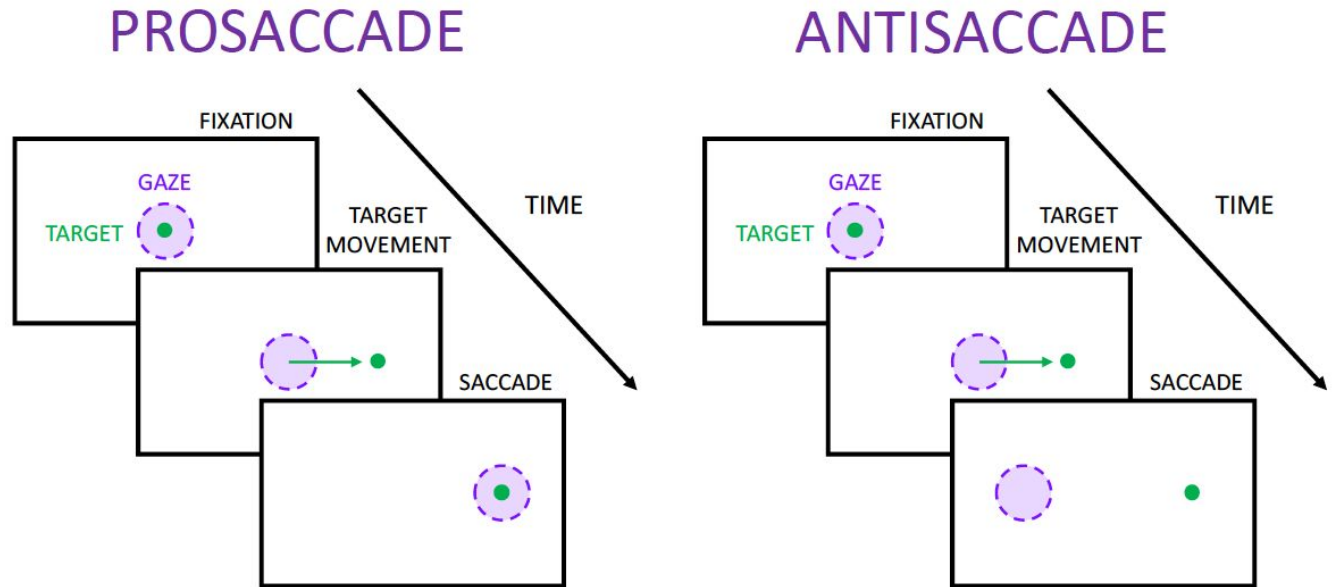 PROSACCADE
FIXATION
GAZE
TARGET
TARGET
MOVEMENT
TIME
SACCADE
ANTISACCADE
FIXATION
GAZE
TARGET
TARGET
MOVEMENT
TIME
SACCADE